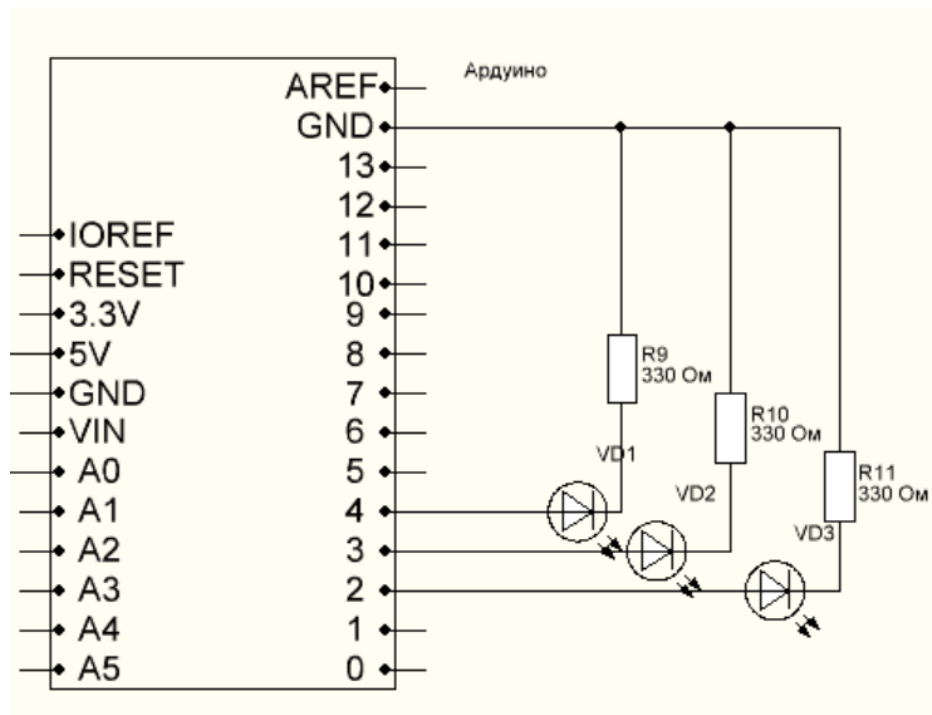 Ардуино
AREF
GND
13
12
11
10
9
8
7
6
5
4
3
2
1
0
IOREF
RESET
3.3V
5V
GND
VIN
A0
A1
A2
A3
A4
A5
R9
330 Ом
VD1
R10
330 Ом
VD2
R11
330 Ом
VD3